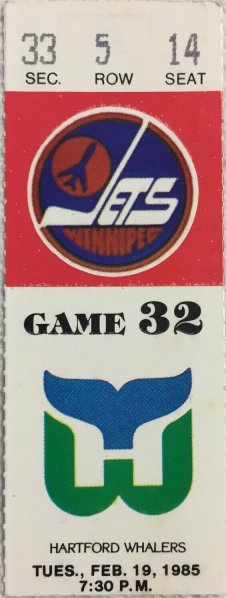 33 5 14
SEC. ROW SEAT
JETS
WINNIPEG
GAME 32
HARTFORD WHALERS
TUES., FEB. 19, 1985
7:30 P.M.